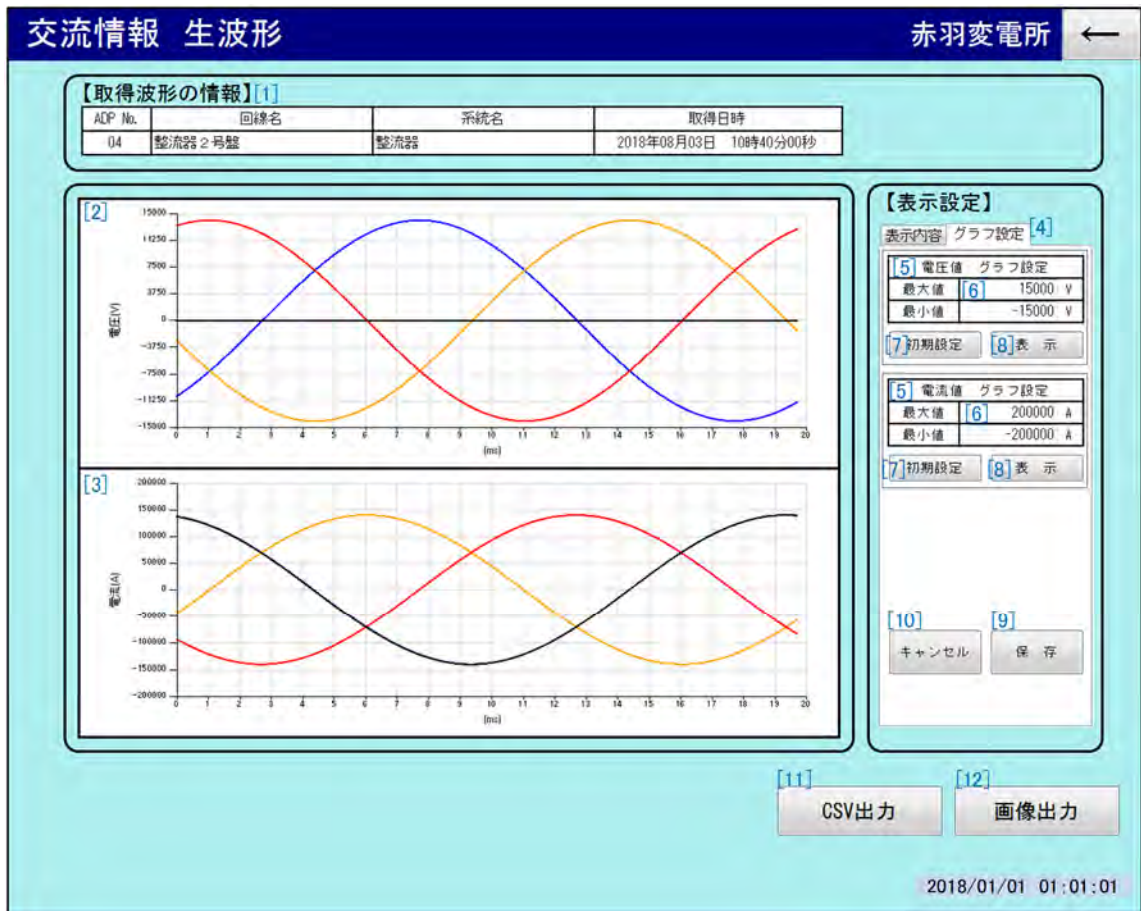 交流情報 生波形 赤羽変電所 ←
【取得波形の情報】[1]
ADP No. 回線名 系統名 取得日時
04 整流器２号盤 整流器 2018年08月03日 10時40分00秒
[2]
15000
11250
7500
3750
0
-3750
-7500
-11250
-15000
電圧(V)
0 1 2 3 4 5 6 7 8 9 10 11 12 13 14 15 16 17 18 19 20
(ms)
[3]
200000
150000
100000
50000
0
-50000
-100000
-150000
-200000
電流(A)
0 1 2 3 4 5 6 7 8 9 10 11 12 13 14 15 16 17 18 19 20
(ms)
【表示設定】
表示内容 グラフ設定 [4]
[5] 電圧値 グラフ設定
最大値 [6] 15000 V
最小値 -15000 V
[7]初期設定 [8]表 示
[5] 電流値 グラフ設定
最大値 [6] 200000 A
最小値 -200000 A
[7]初期設定 [8]表 示
[10] [9]
キャンセル 保 存
[11] [12]
CSV出力 画像出力
2018/01/01 01:01:01